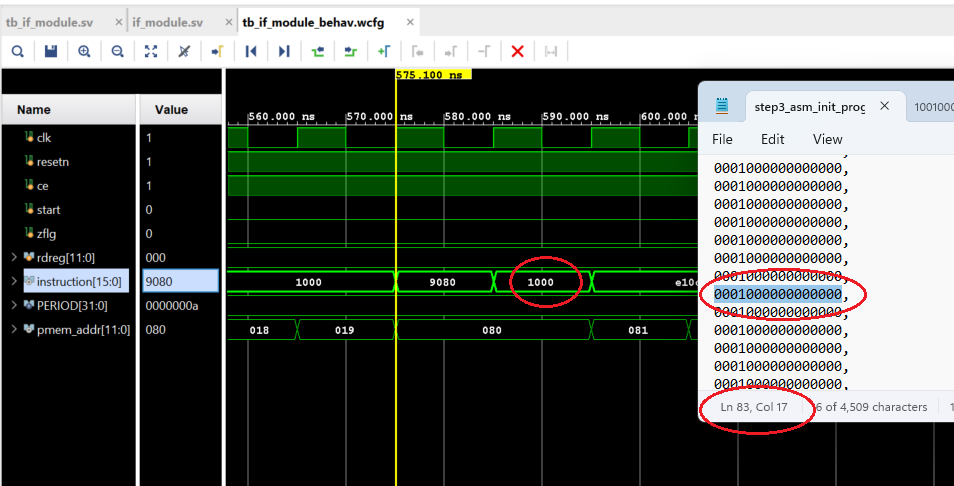 tb_if_module.sv × if_module.sv × tb_if_module_behav.wcfg ×
575.100 ns
Name Value
560.000 ns 570.000 ns 580.000 ns 590.000 ns 600.000 n
clk 1
resetn 1
ce 1
start 0
zflg 0
rdreg[11:0] 000
instruction[15:0] 9080 1000 9080 1000 e10
PERIOD[31:0] 0000000a
pmem_addr[11:0] 080 018 019 080 081
step3_asm_init_prog × 1001000
File Edit View
0001000000000000,
0001000000000000,
0001000000000000,
0001000000000000,
0001000000000000,
0001000000000000,
0001000000000000,
0001000000000000,
0001000000000000,
0001000000000000,
0001000000000000,
0001000000000000,
Ln 83, Col 17 6 of 4,509 characters 1